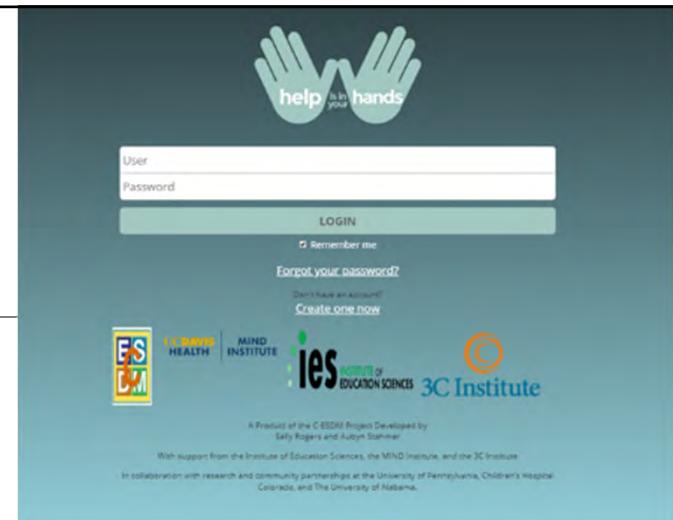 help is in your hands
User
Password
LOGIN
Remember me
Forgot your password?
Don't have an account?
Create one now
ESDM
UC DAVIS HEALTH
MIND INSTITUTE
ies INSTITUTE of EDUCATION SCIENCES
3C Institute
A Product of the C-ESDM Project Developed by
Sally Rogers and Aubyn Stahmer
With support from the Institute of Education Sciences, the MIND Institute, and the 3C Institute
In collaboration with research and community partnerships at the University of Pennsylvania, Children's Hospital
Colorado, and The University of Alabama.